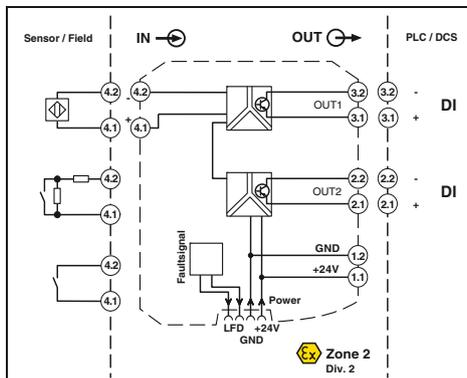 Sensor / Field
IN
OUT
PLC / DCS
4.2
4.2
-
3.2
3.2
-
OUT1
DI
4.1
+
4.1
3.1
3.1
+
4.2
2.2
2.2
-
OUT2
DI
4.1
2.1
2.1
+
Faultsignal
GND
1.2
4.2
+24V
1.1
4.1
Power
LFD
+24V
GND
Ex
Zone 2
Div. 2